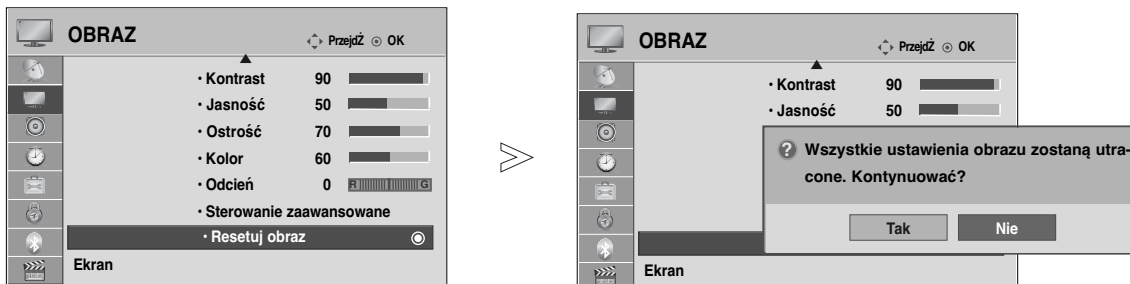 OBRAZ
PrzejdŹ OK
• Kontrast 90
• Jasność 50
• Ostrość 70
• Kolor 60
• Odcień 0 R G
• Sterowanie zaawansowane
• Resetuj obraz
Ekran
OBRAZ
PrzejdŹ OK
• Kontrast 90
• Jasność 50
? Wszystkie ustawienia obrazu zostaną utra-
cone. Kontynuować?
Tak Nie
Ekran